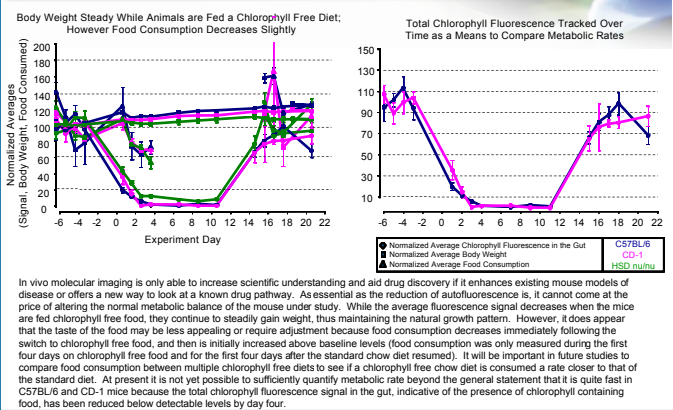 Body Weight Steady While Animals are Fed a Chlorophyll Free Diet;
However Food Consumption Decreases Slightly
Normalized Averages
(Signal, Body Weight, Food Consumed)
200
180
160
140
120
100
80
60
40
20
0
-6 -4 -2 0 2 4 6 8 10 12 14 16 18 20 22
Experiment Day
Total Chlorophyll Fluorescence Tracked Over
Time as a Means to Compare Metabolic Rates
150
130
110
90
70
50
30
10
-6 -4 -2 0 2 4 6 8 10 12 14 16 18 20 22
Normalized Average Chlorophyll Fluorescence in the Gut
Normalized Average Body Weight
Normalized Average Food Consumption
C57BL/6
CD-1
HSD nu/nu
In vivo molecular imaging is only able to increase scientific understanding and aid drug discovery if it enhances existing mouse models of
disease or offers a new way to look at a known drug pathway. As essential as the reduction of autofluorescence is, it cannot come at the
price of altering the normal metabolic balance of the mouse under study. While the average fluorescence signal decreases when the mice
are fed chlorophyll free food, they continue to steadily gain weight, thus maintaining the natural growth pattern. However, it does appear
that the taste of the food may be less appealing or require adjustment because food consumption decreases immediately following the
switch to chlorophyll free food, and then is initially increased above baseline levels (food consumption was only measured during the first
four days on chlorophyll free food and for the first four days after the standard chow diet resumed). It will be important in future studies to
compare food consumption between multiple chlorophyll free diets to see if a chlorophyll free chow diet is consumed a rate closer to that of
the standard diet. At present it is not yet possible to sufficiently quantify metabolic rate beyond the general statement that it is quite fast in
C57BL/6 and CD-1 mice because the total chlorophyll fluorescence signal in the gut, indicative of the presence of chlorophyll containing
food, has been reduced below detectable levels by day four.